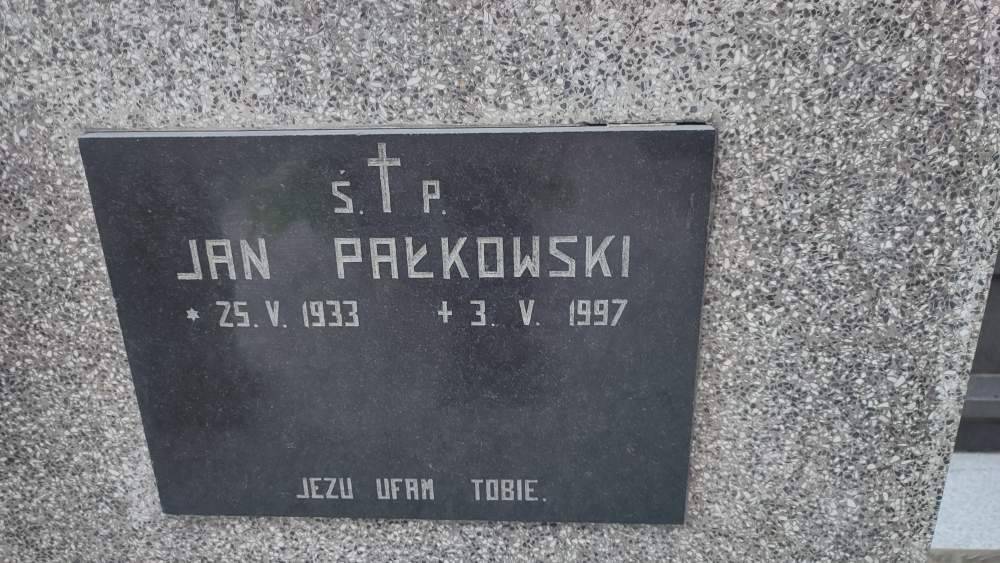 Ś. P.
JAN PAŁKOWSKI
* 25. V. 1933 + 3. V. 1997
JEZU UFAM TOBIE.